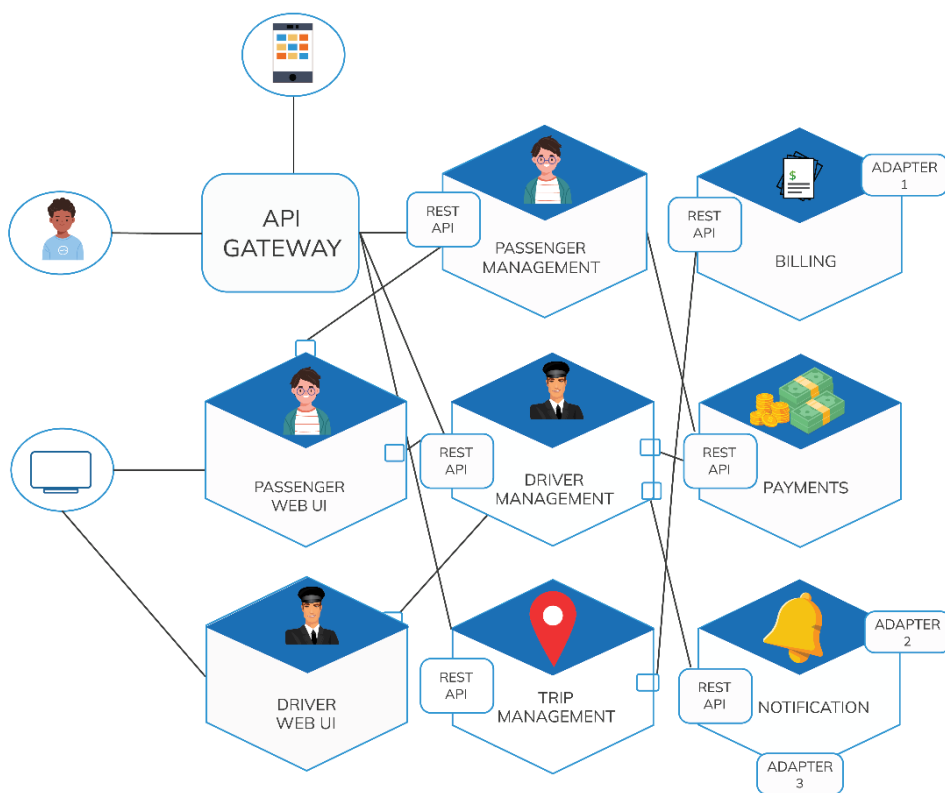 API
GATEWAY
REST
API
PASSENGER
MANAGEMENT
REST
API
$
BILLING
ADAPTER
1
PASSENGER
WEB UI
REST
API
DRIVER
MANAGEMENT
REST
API
PAYMENTS
DRIVER
WEB UI
REST
API
TRIP
MANAGEMENT
REST
API
NOTIFICATION
ADAPTER
2
ADAPTER
3